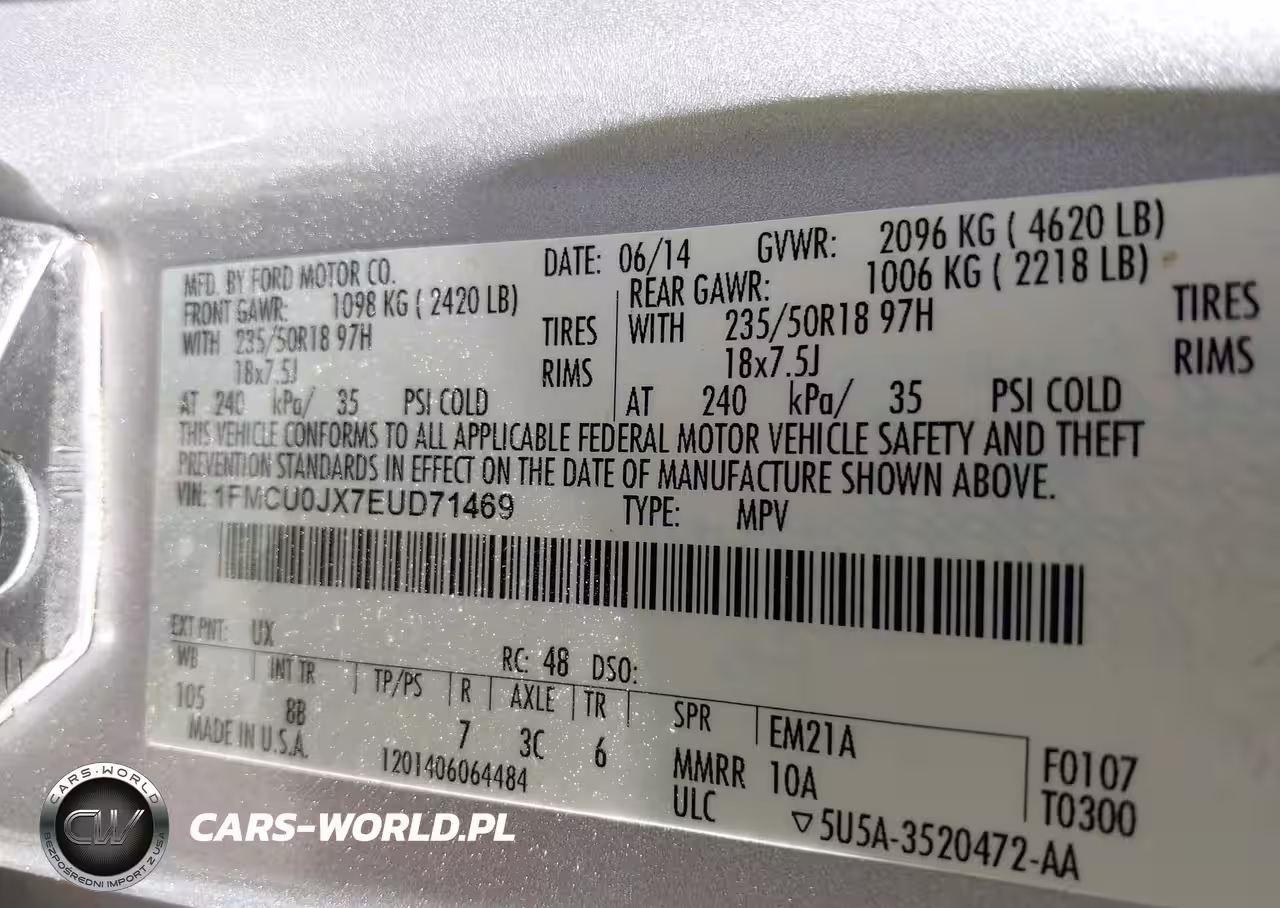 MFD. BY FORD MOTOR CO. DATE: 06/14 GVWR: 2096 KG ( 4620 LB)
FRONT GAWR: 1098 KG ( 2420 LB) REAR GAWR: 1006 KG ( 2218 LB)
WITH 235/50R18 97H TIRES WITH 235/50R18 97H TIRES
18x7.5J RIMS 18x7.5J RIMS
AT 240 kPa/ 35 PSI COLD AT 240 kPa/ 35 PSI COLD
THIS VEHICLE CONFORMS TO ALL APPLICABLE FEDERAL MOTOR VEHICLE SAFETY AND THEFT
PREVENTION STANDARDS IN EFFECT ON THE DATE OF MANUFACTURE SHOWN ABOVE.
VIN: 1FMCU0JX7EUD71469 TYPE: MPV
EXT PNT: UX RC: 48 DSO:
WB INT TR TP/PS R AXLE TR SPR EM21A
105 8B 7 3C 6 MMRR 10A F0107
MADE IN U.S.A. 1201406064484 ULC T0300
▽5U5A-3520472-AA
CARS-WORLD
CW
BEZPOŚREDNI IMPORT Z USA
CARS-WORLD.PL